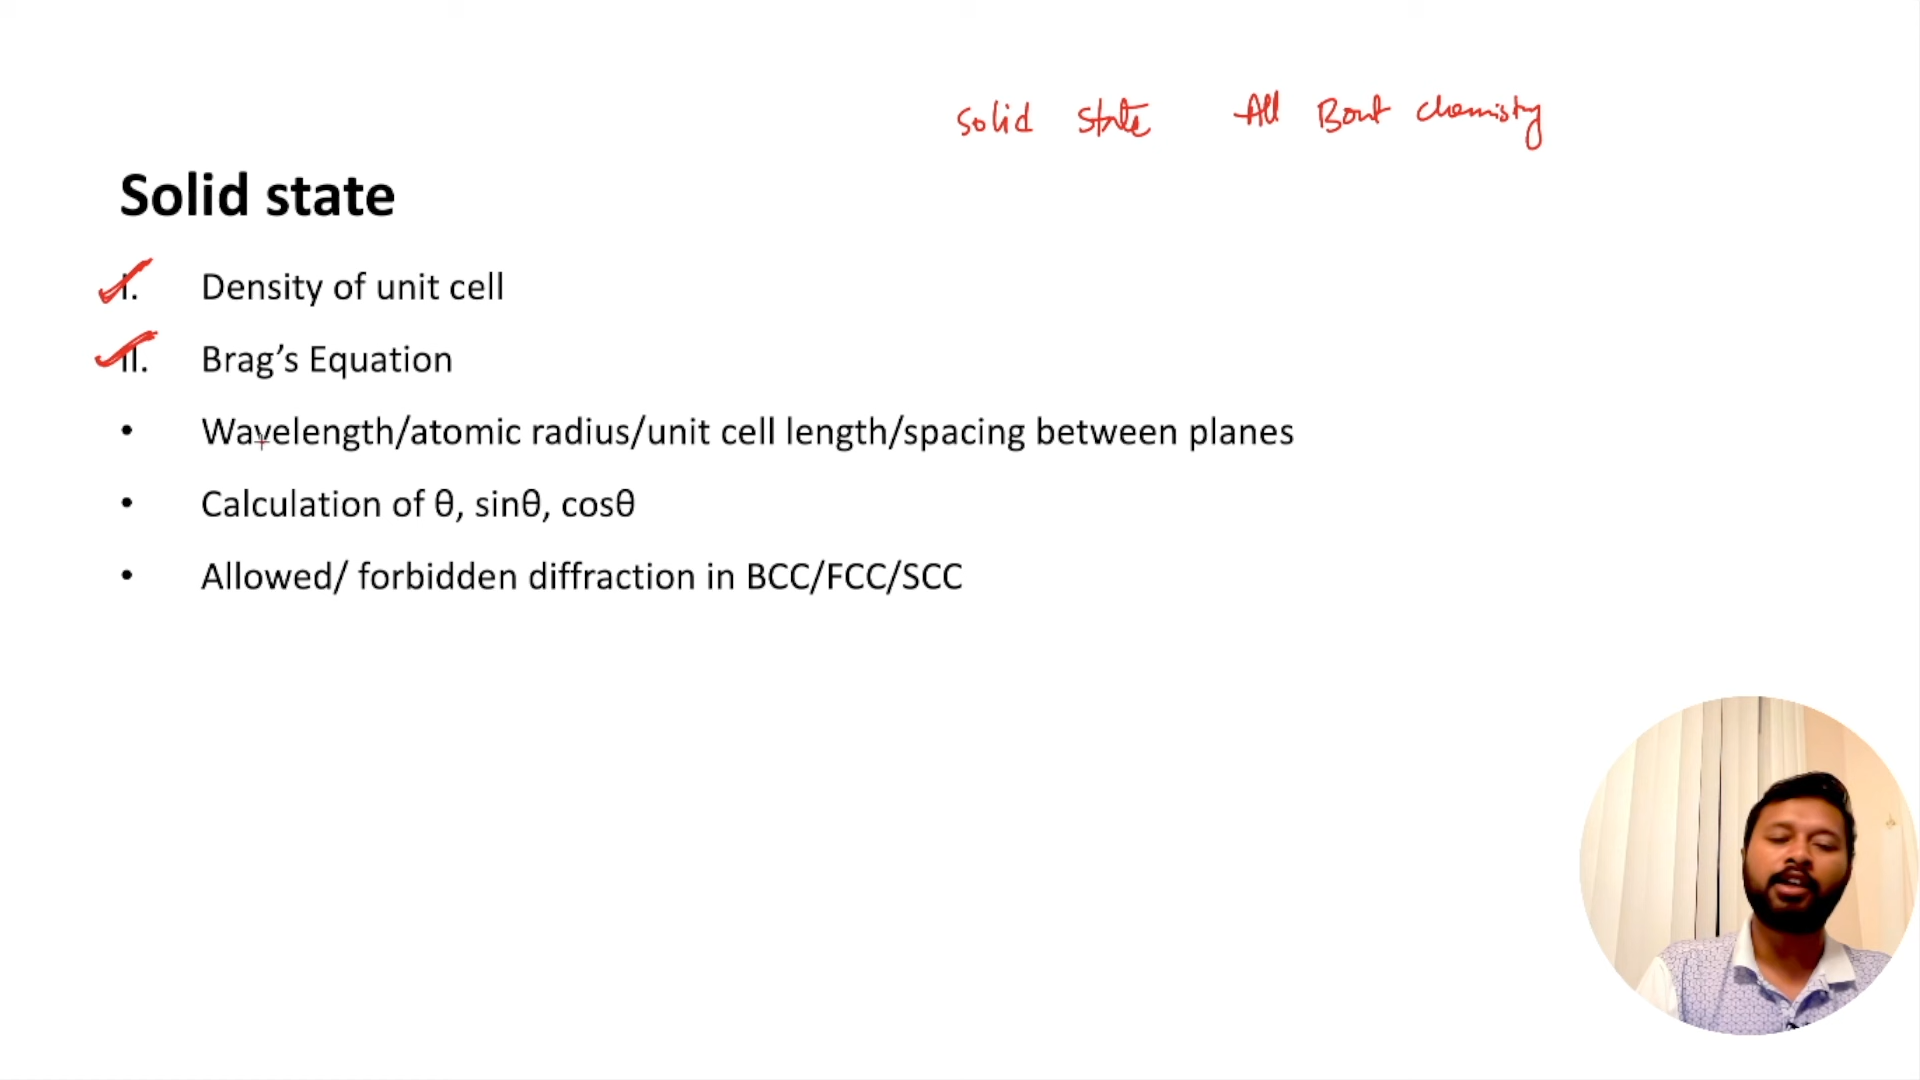 Solid State All Bout chemistry
Solid state
I. Density of unit cell
II. Brag’s Equation
• Wavelength/atomic radius/unit cell length/spacing between planes
• Calculation of θ, sinθ, cosθ
• Allowed/ forbidden diffraction in BCC/FCC/SCC